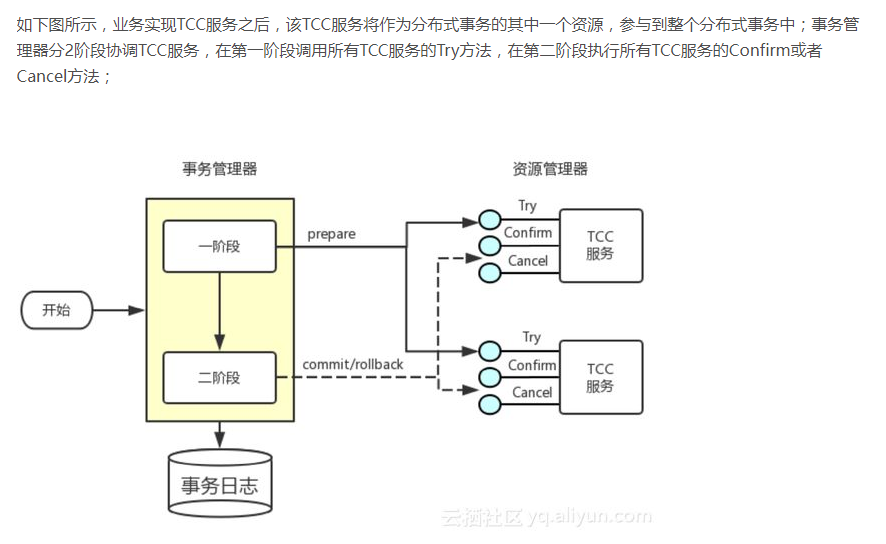 如下图所示，业务实现TCC服务之后，该TCC服务将作为分布式事务的其中一个资源，参与到整个分布式事务中；事务管
理器分2阶段协调TCC服务，在第一阶段调用所有TCC服务的Try方法，在第二阶段执行所有TCC服务的Confirm或者
Cancel方法；
事务管理器
资源管理器
一阶段
prepare
Try
Confirm
Cancel
TCC
服务
开始
二阶段
commit/rollback
Try
Confirm
Cancel
TCC
服务
事务日志
云栖社区 yq.aliyun.com